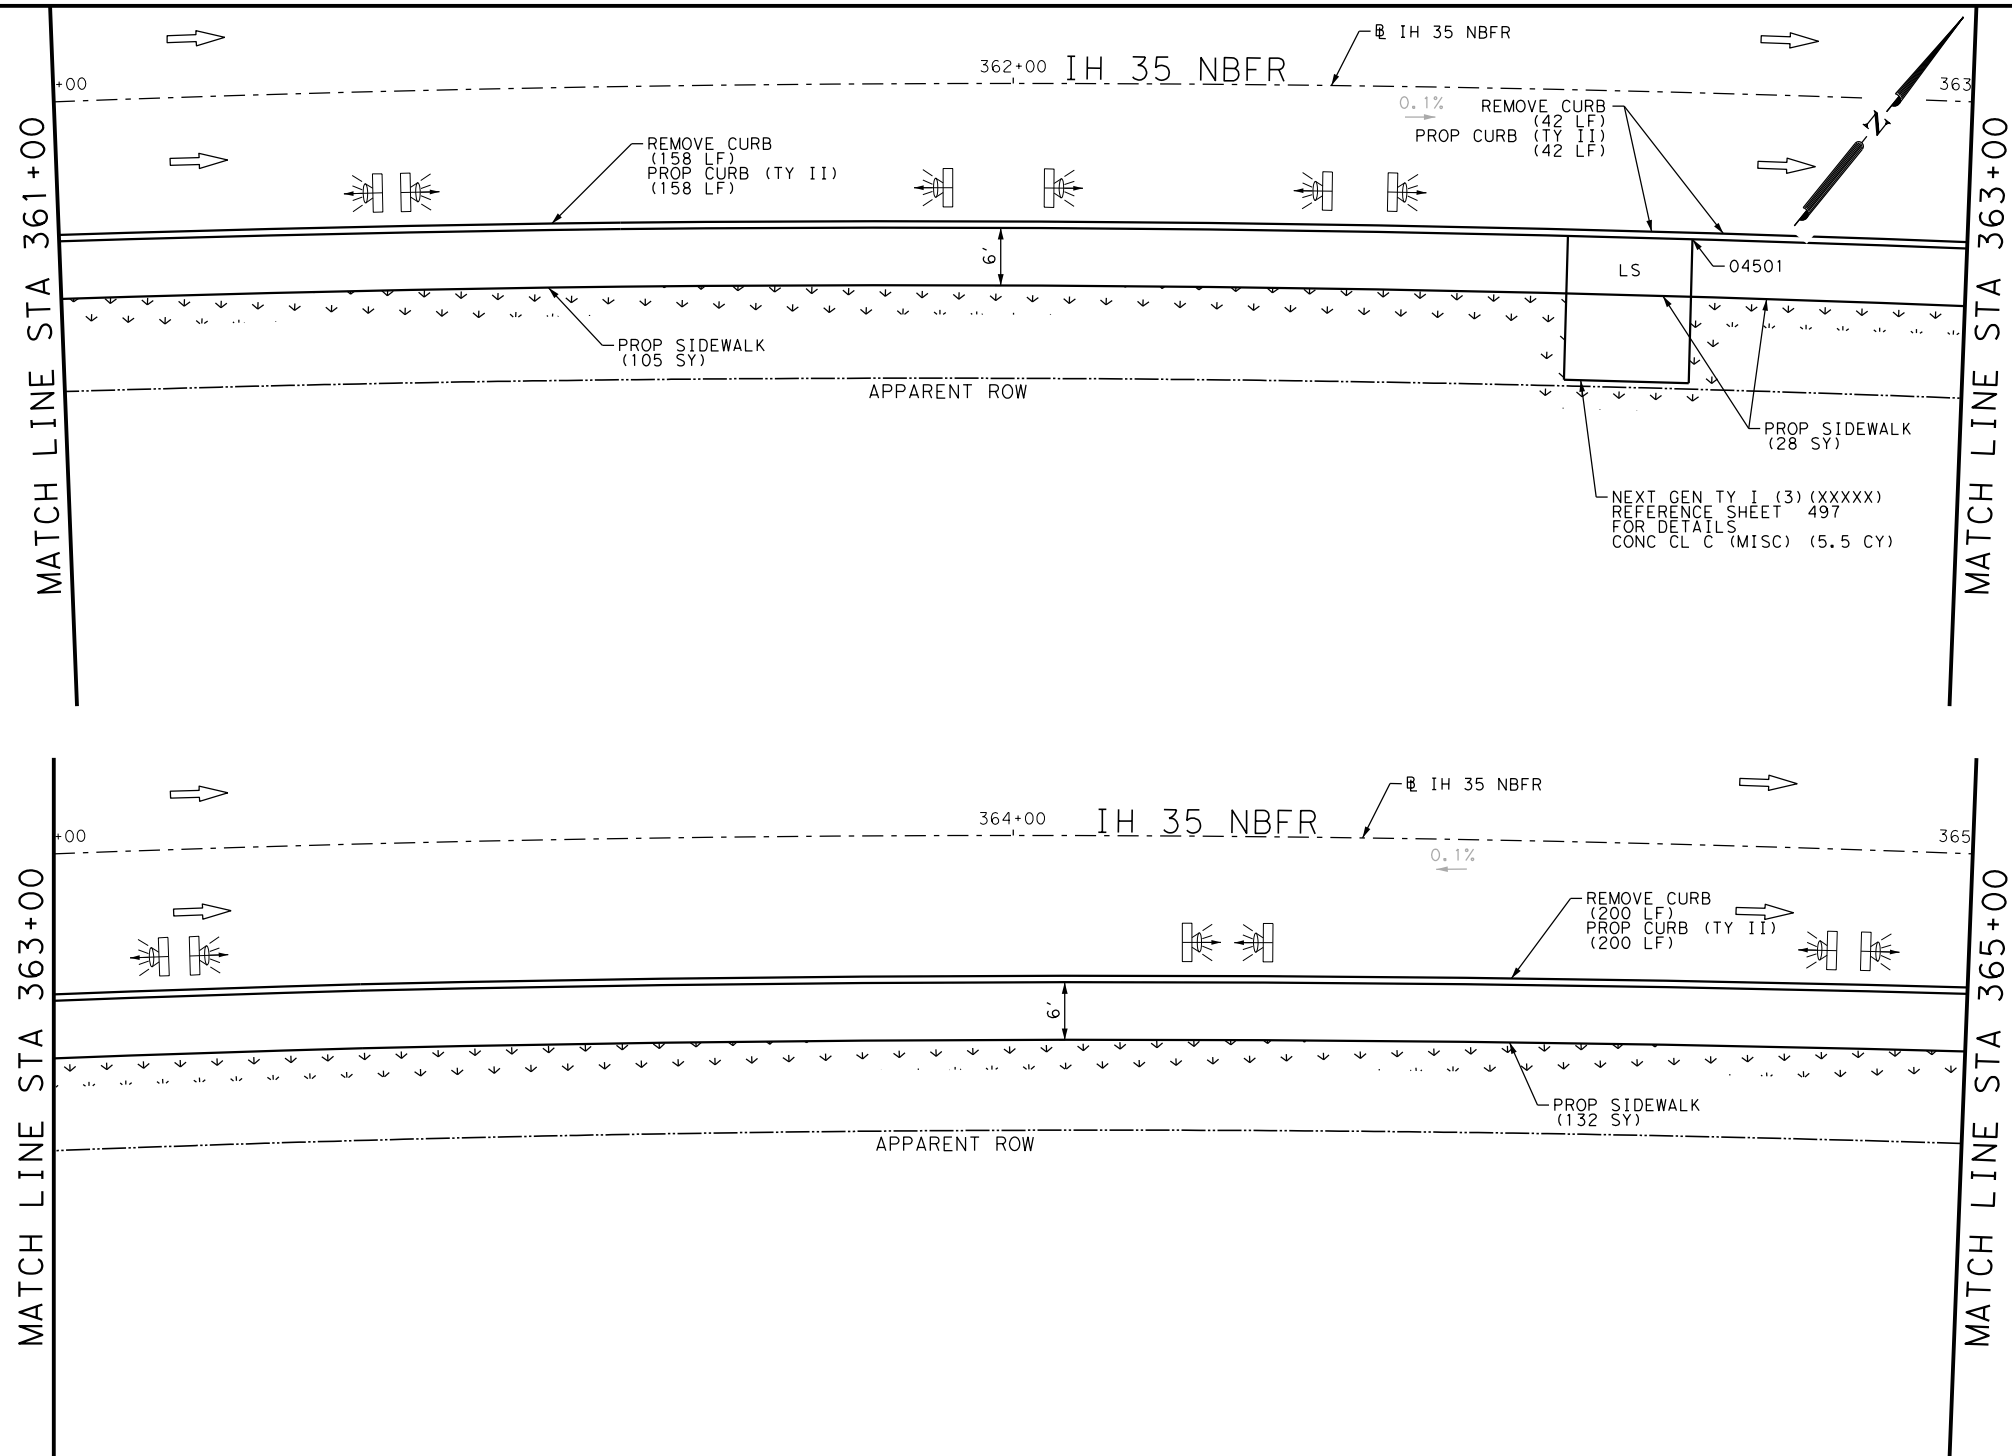 ℄ IH 35 NBFR
+00
362+00
IH 35 NBFR
363
0.1%
REMOVE CURB
(42 LF)
PROP CURB (TY II)
(42 LF)
N
REMOVE CURB
(158 LF)
PROP CURB (TY II)
(158 LF)
MATCH LINE STA 361+00
MATCH LINE STA 363+00
6'
LS
04501
PROP SIDEWALK
(105 SY)
APPARENT ROW
PROP SIDEWALK
(28 SY)
NEXT GEN TY I (3)(XXXXX)
REFERENCE SHEET 497
FOR DETAILS
CONC CL C (MISC) (5.5 CY)
℄ IH 35 NBFR
+00
364+00
IH 35 NBFR
365
0.1%
REMOVE CURB
(200 LF)
PROP CURB (TY II)
(200 LF)
MATCH LINE STA 363+00
MATCH LINE STA 365+00
6'
PROP SIDEWALK
(132 SY)
APPARENT ROW